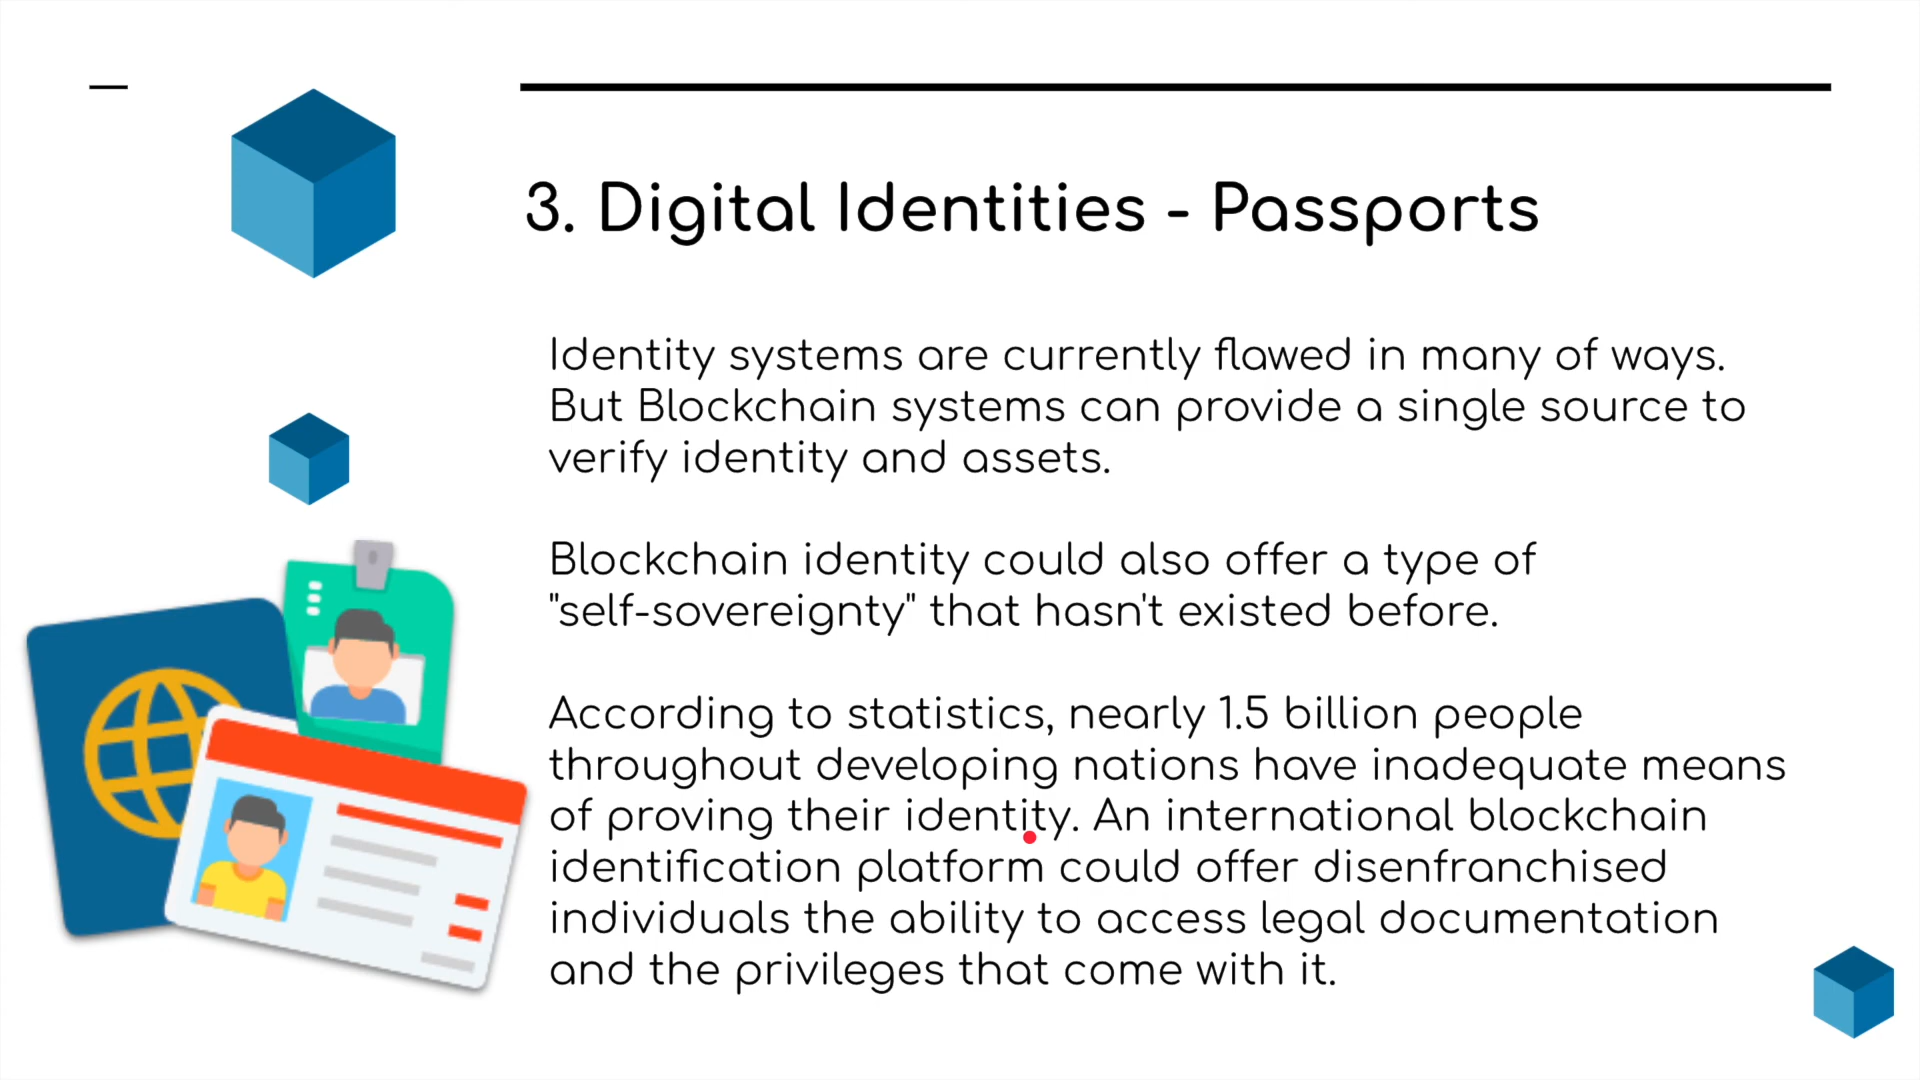 3. Digital Identities - Passports
Identity systems are currently flawed in many of ways.
But Blockchain systems can provide a single source to
verify identity and assets.
Blockchain identity could also offer a type of
"self-sovereignty" that hasn't existed before.
According to statistics, nearly 1.5 billion people
throughout developing nations have inadequate means
of proving their identity. An international blockchain
identification platform could offer disenfranchised
individuals the ability to access legal documentation
and the privileges that come with it.